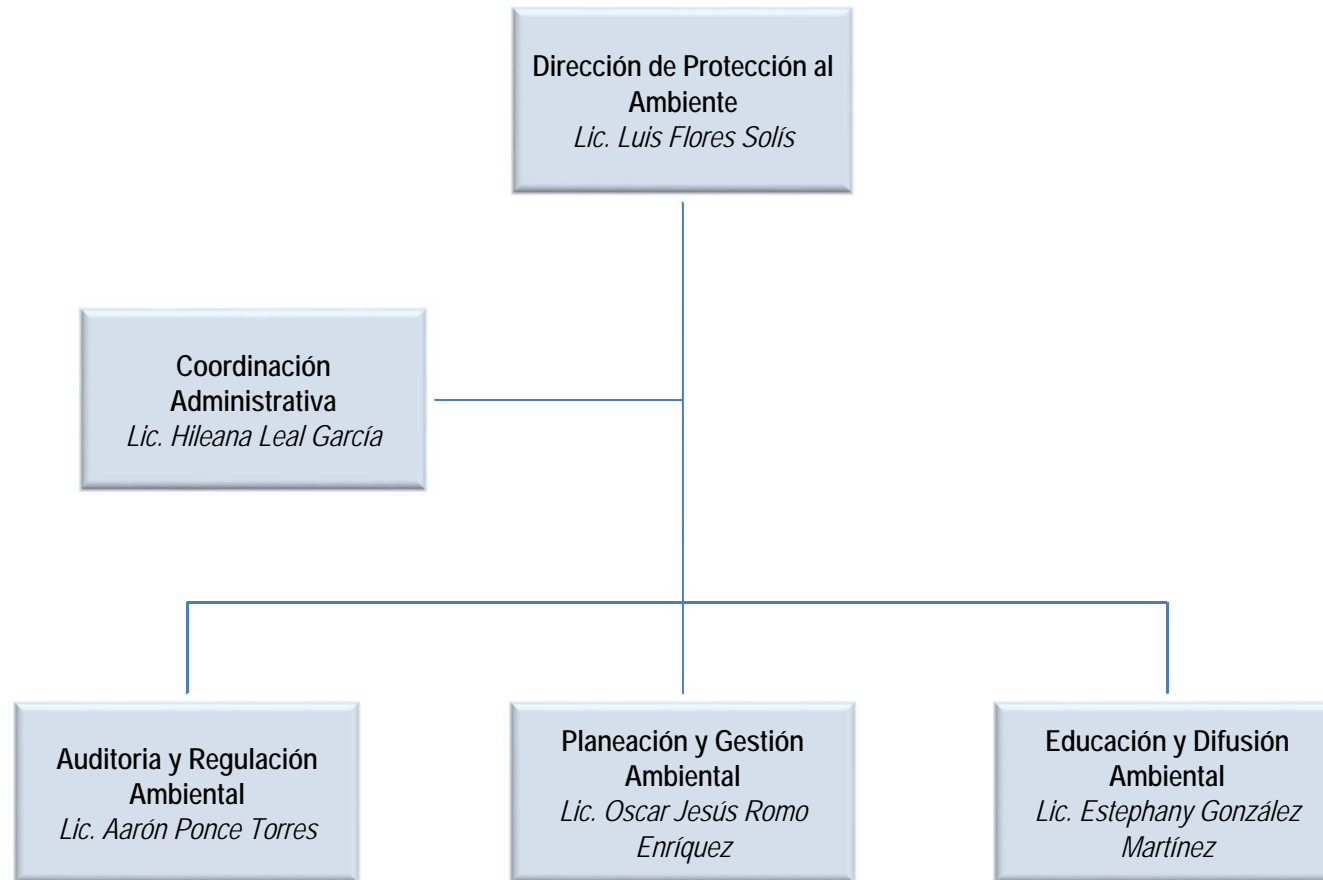 Dirección de Protección al
Ambiente
Lic. Luis Flores Solís
Coordinación
Administrativa
Lic. Hileana Leal García
Auditoria y Regulación
Ambiental
Lic. Aarón Ponce Torres
Planeación y Gestión
Ambiental
Lic. Oscar Jesús Romo
Enríquez
Educación y Difusión
Ambiental
Lic. Estephany González
Martínez